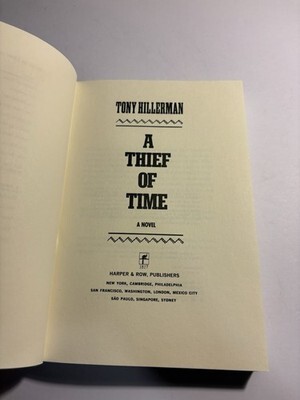 TONY HILLERMAN
A
THIEF
OF
TIME
A NOVEL
HARPER & ROW, PUBLISHERS
NEW YORK, CAMBRIDGE, PHILADELPHIA
SAN FRANCISCO, WASHINGTON, LONDON, MEXICO CITY
SÃO PAULO, SINGAPORE, SYDNEY